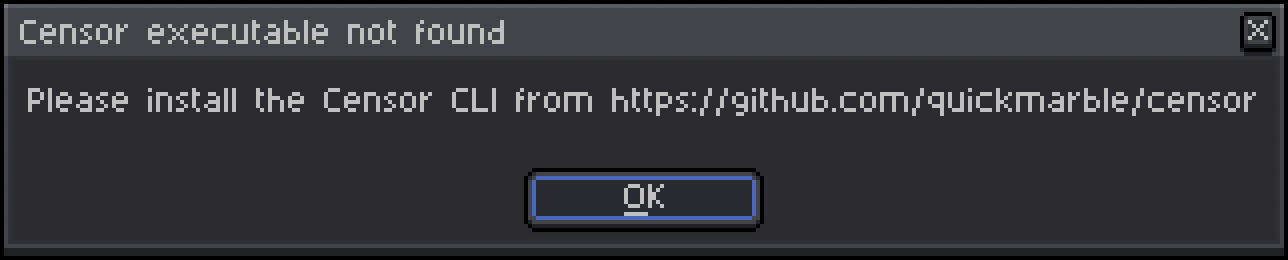 Censor executable not found
Please install the Censor CLI from https://github.com/quickmarble/censor
OK